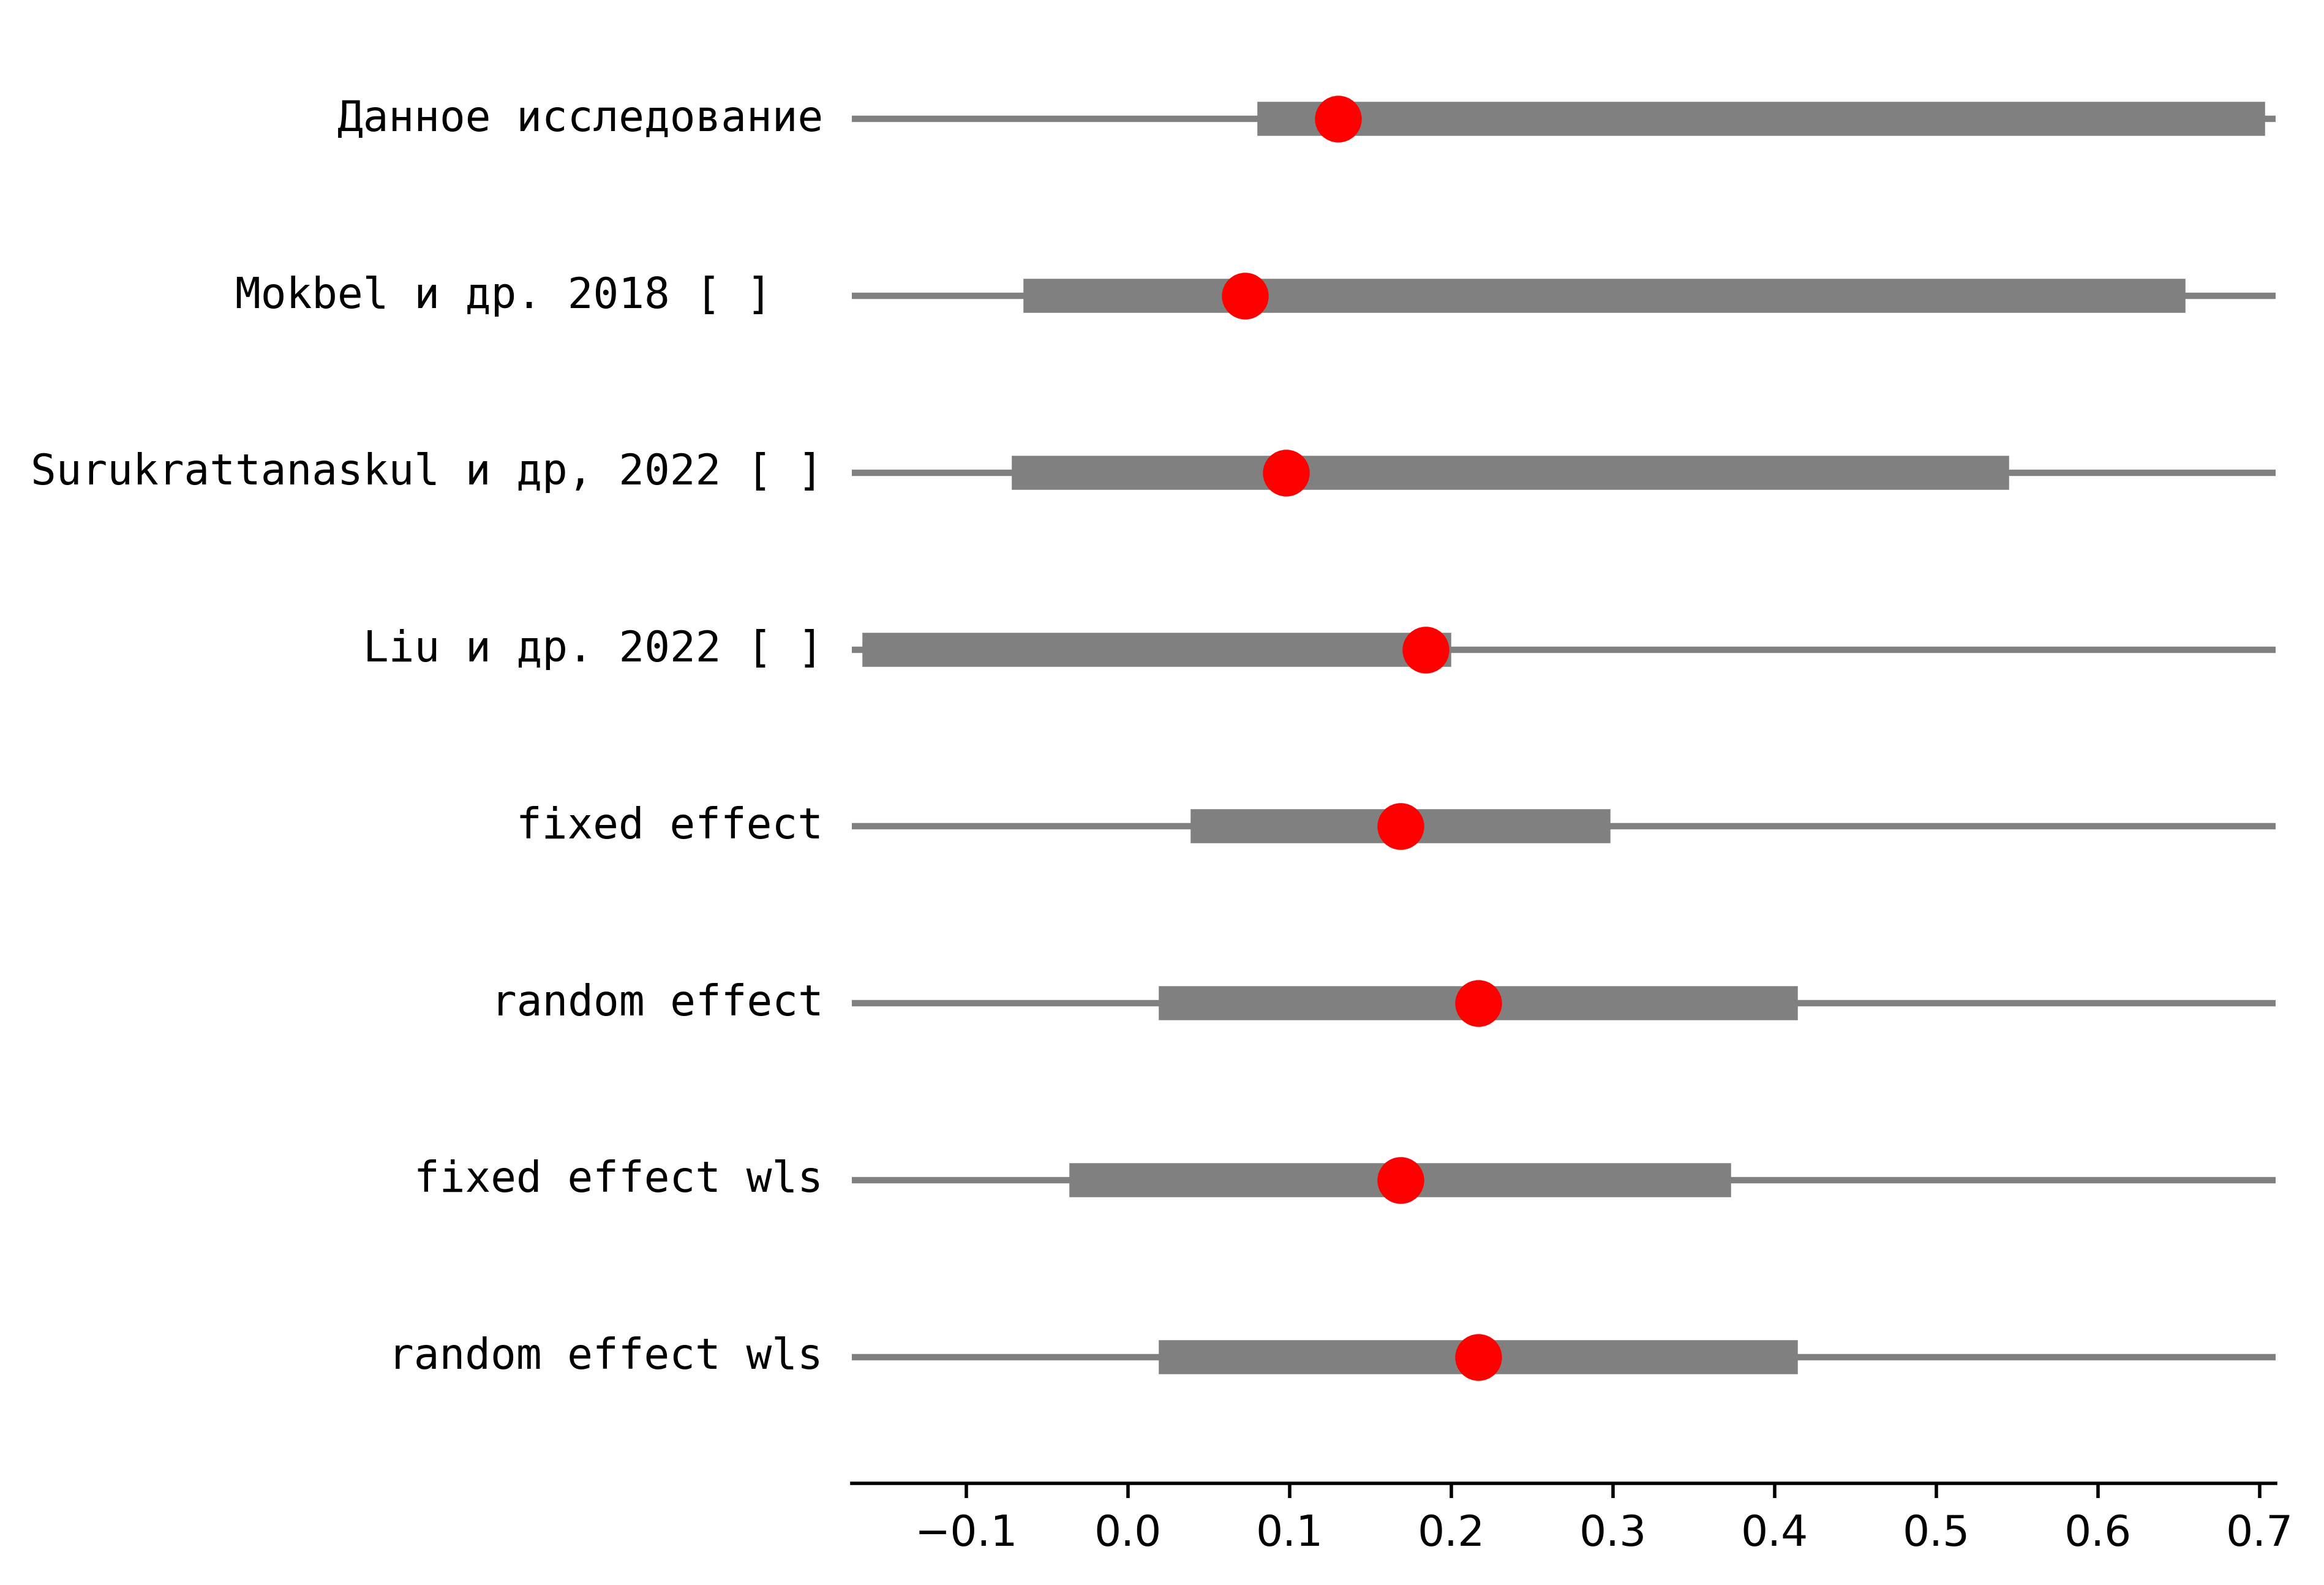 Данное исследование
Mokbel и др. 2018 [ ]
Surukrattanaskul и др, 2022 [ ]
Liu и др. 2022 [ ]
fixed effect
random effect
fixed effect wls
random effect wls
−0.1 0.0 0.1 0.2 0.3 0.4 0.5 0.6 0.7